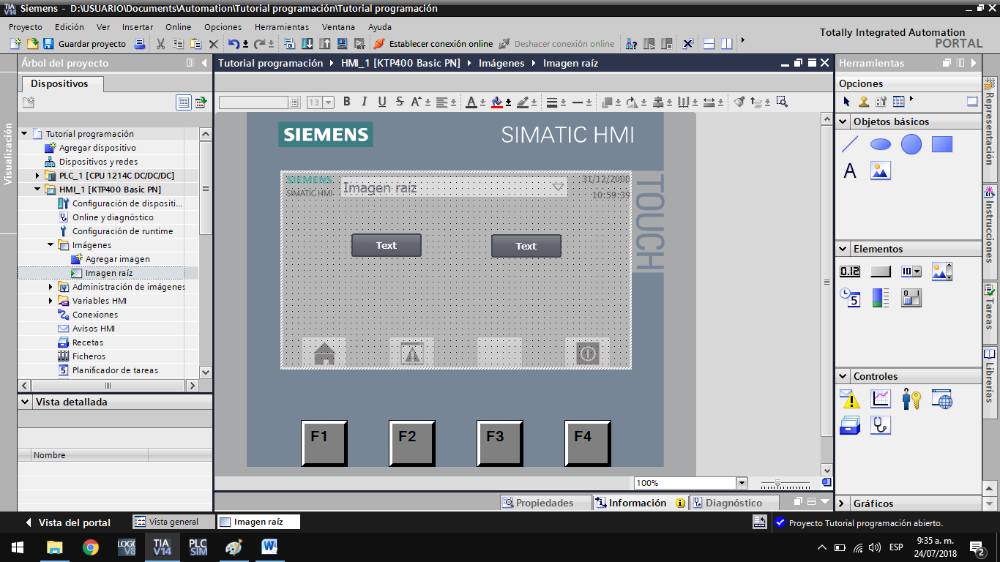 TIA V14 Siemens - D:\USUARIO\Documents\Automation\Tutorial programación\Tutorial programación
Proyecto Edición Ver Insertar Online Opciones Herramientas Ventana Ayuda
Guardar proyecto Establecer conexión online Deshacer conexión online
Totally Integrated Automation
PORTAL
Visualización
Árbol del proyecto
Dispositivos
Tutorial programación
Agregar dispositivo
Dispositivos y redes
PLC_1 [CPU 1214C DC/DC/DC]
HMI_1 [KTP400 Basic PN]
Configuración de dispositi...
Online y diagnóstico
Configuración de runtime
Imágenes
Agregar imagen
Imagen raíz
Administración de imágenes
Variables HMI
Conexiones
Avisos HMI
Recetas
Ficheros
5 Planificador de tareas
Vista detallada
Nombre
Tutorial programación HMI_1 [KTP400 Basic PN] Imágenes Imagen raíz
13 B I U S A A
SIEMENS SIMATIC HMI
TOUCH
SIEMENS
SIMATIC HMI
Imagen raíz
31/12/2000
10:59:39
Text Text
F1 F2 F3 F4
100%
Propiedades Información Diagnóstico
Herramientas
Opciones
Objetos básicos
A
Elementos
0.12 10
5 0 1
Controles
Gráficos
Representación
Instrucciones
Tareas
Librerías
Vista del portal Vista general Imagen raíz
Proyecto Tutorial programación abierto.
LOGO V8 TIA V14 PLC SIM W
ESP
9:35 a. m.
24/07/2018
2